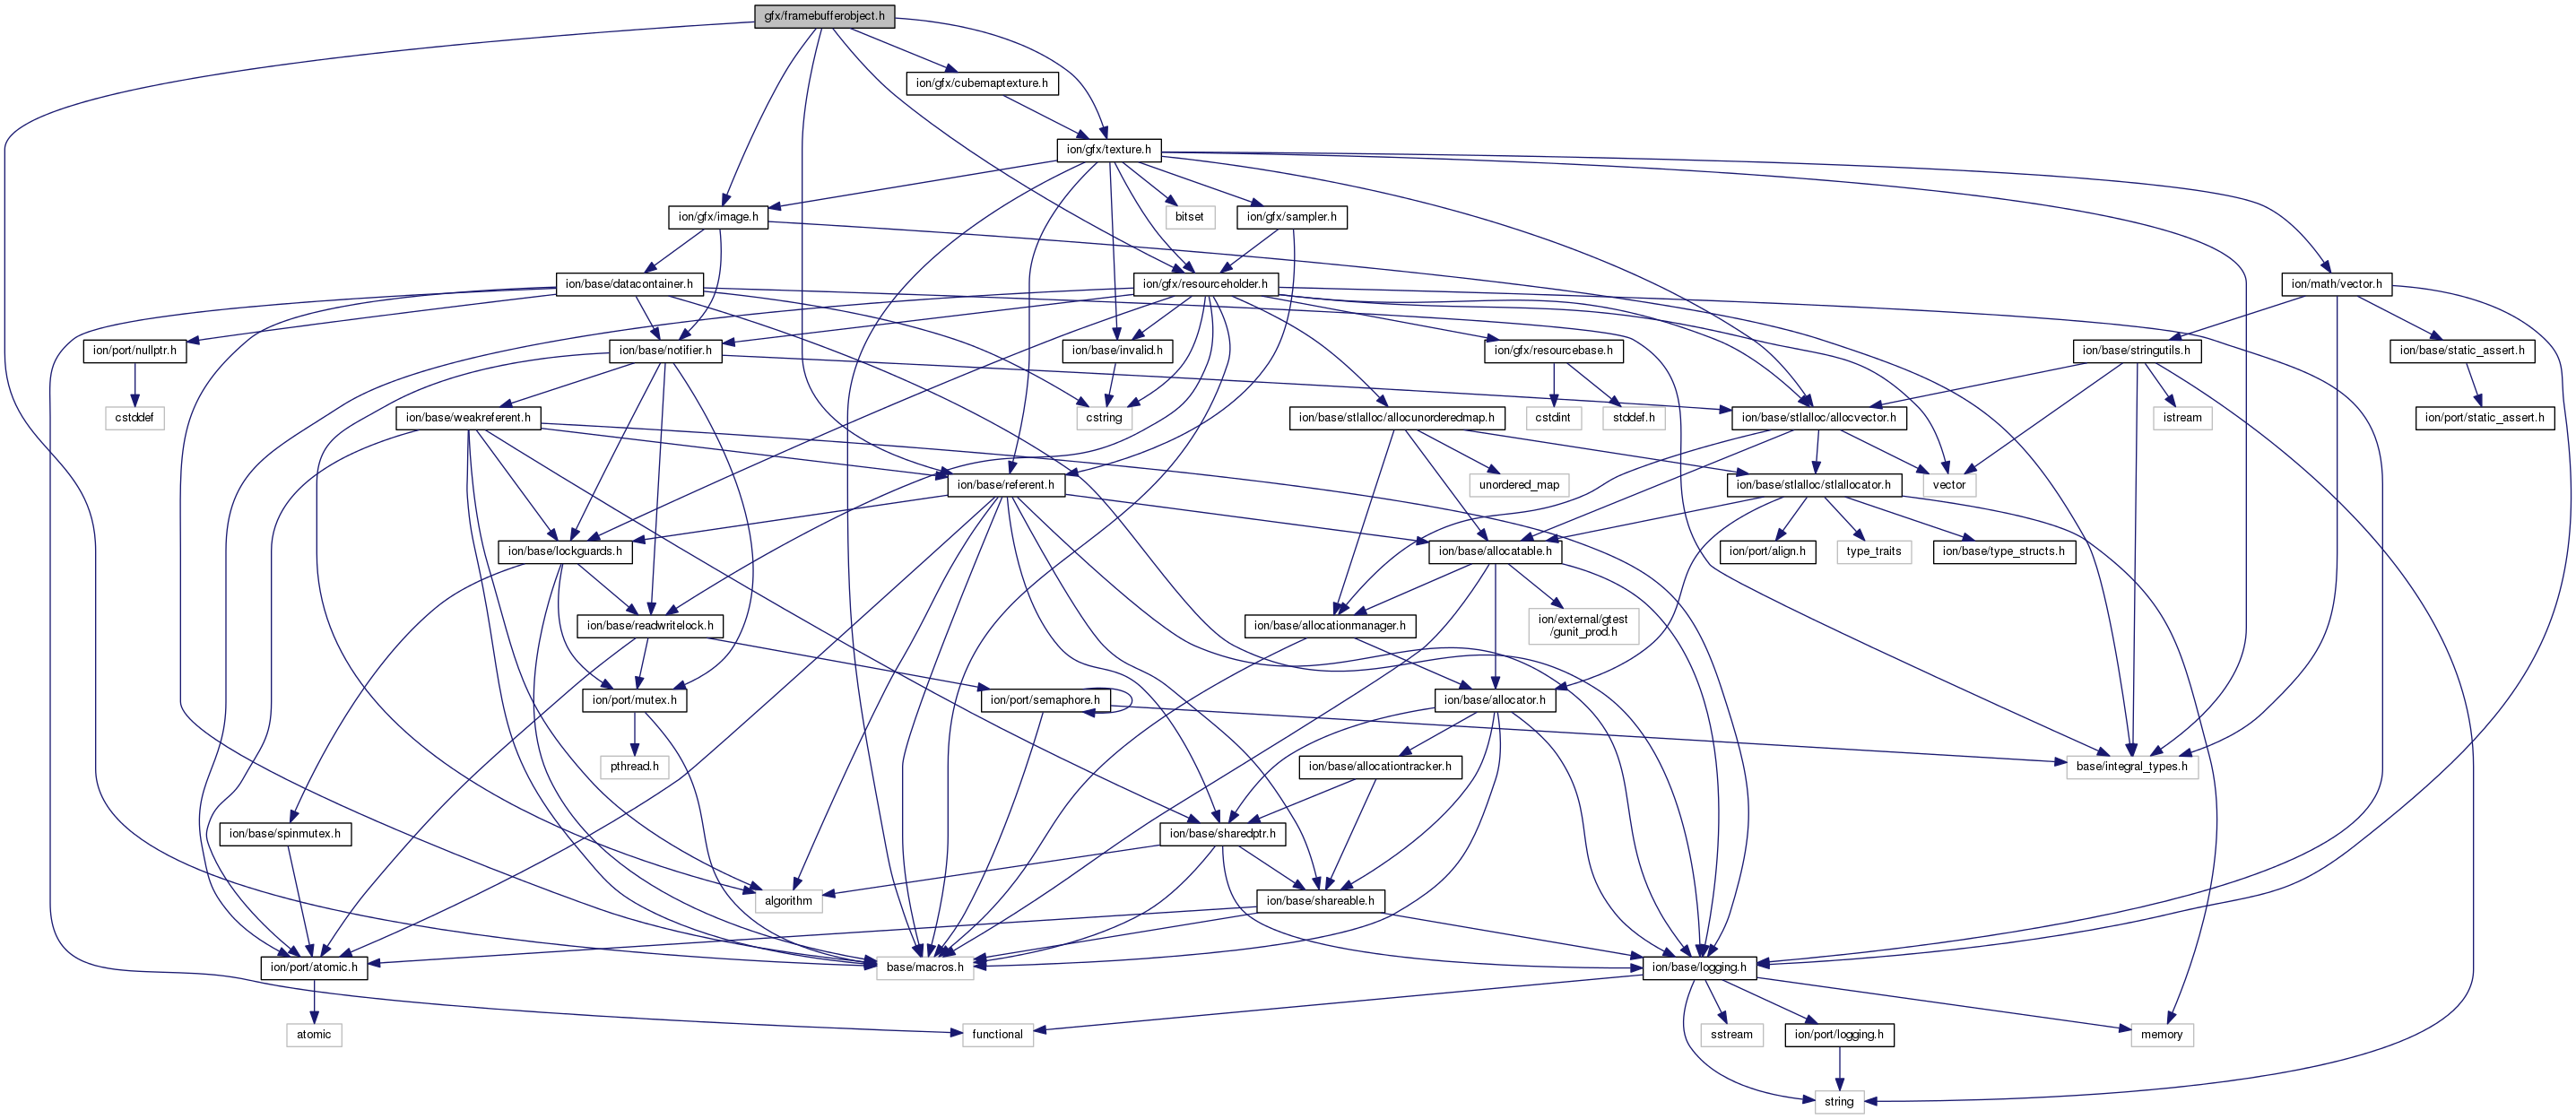 gfx/framebufferobject.h
ion/gfx/cubemaptexture.h
ion/gfx/texture.h
ion/gfx/image.h
bitset
ion/gfx/sampler.h
ion/base/datacontainer.h
ion/gfx/resourceholder.h
ion/math/vector.h
ion/port/nullptr.h
ion/base/notifier.h
ion/base/invalid.h
ion/gfx/resourcebase.h
ion/base/stringutils.h
ion/base/static_assert.h
cstddef
ion/base/weakreferent.h
cstring
ion/base/stlalloc/allocunorderedmap.h
cstdint
stddef.h
ion/base/stlalloc/allocvector.h
istream
ion/port/static_assert.h
ion/base/referent.h
unordered_map
ion/base/stlalloc/stlallocator.h
vector
ion/base/lockguards.h
ion/base/allocatable.h
ion/port/align.h
type_traits
ion/base/type_structs.h
ion/base/readwritelock.h
ion/base/allocationmanager.h
ion/external/gtest
/gunit_prod.h
ion/port/mutex.h
ion/port/semaphore.h
ion/base/allocator.h
pthread.h
ion/base/allocationtracker.h
base/integral_types.h
ion/base/spinmutex.h
ion/base/sharedptr.h
algorithm
ion/base/shareable.h
ion/port/atomic.h
base/macros.h
ion/base/logging.h
atomic
functional
sstream
ion/port/logging.h
memory
string